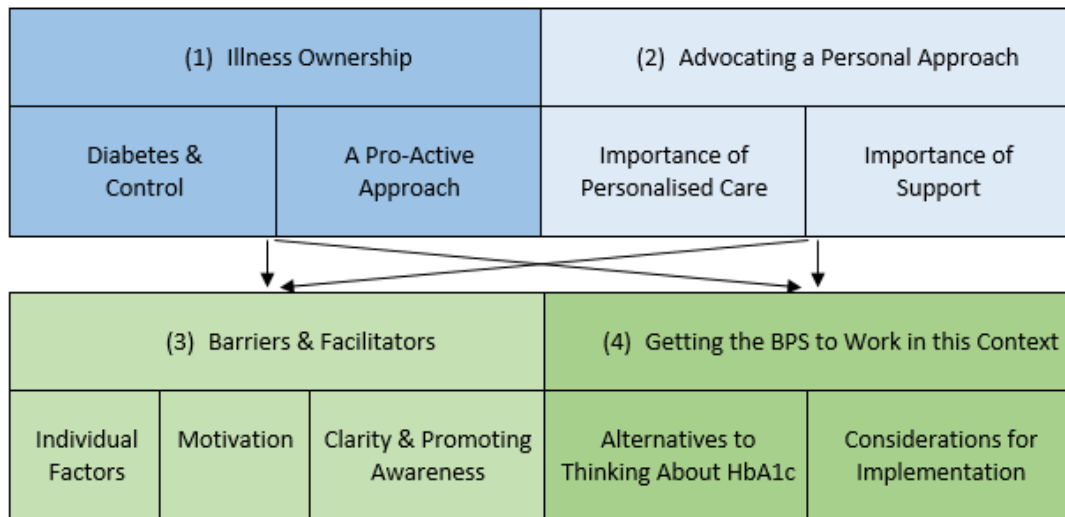 (1) Illness Ownership
(2) Advocating a Personal Approach
Diabetes &
Control
A Pro-Active
Approach
Importance of
Personalised Care
Importance of
Support
(3) Barriers & Facilitators
(4) Getting the BPS to Work in this Context
Individual
Factors
Motivation
Clarity & Promoting
Awareness
Alternatives to
Thinking About HbA1c
Considerations for
Implementation